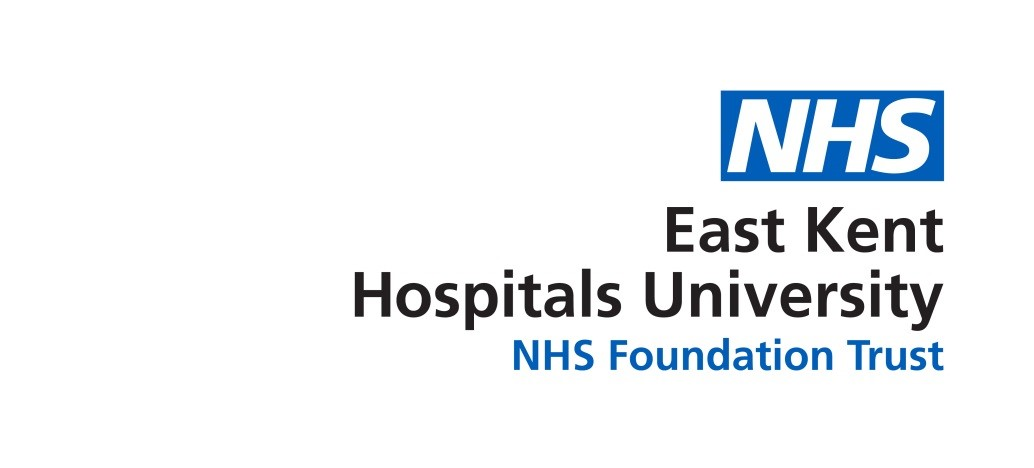 NHS
East Kent
Hospitals University
NHS Foundation Trust